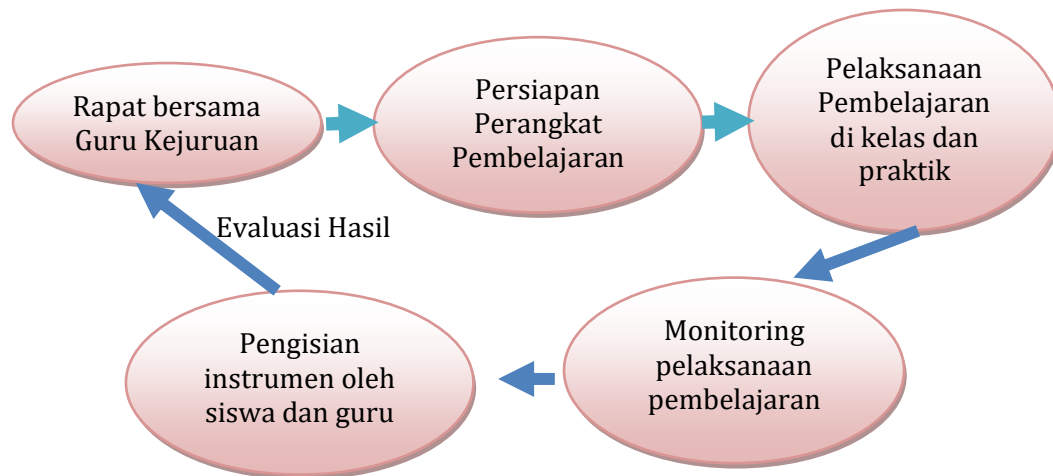 Rapat bersama
Guru Kejuruan
Persiapan
Perangkat
Pembelajaran
Pelaksanaan
Pembelajaran
di kelas dan
praktik
Monitoring
pelaksanaan
pembelajaran
Pengisian
instrumen oleh
siswa dan guru
Evaluasi Hasil